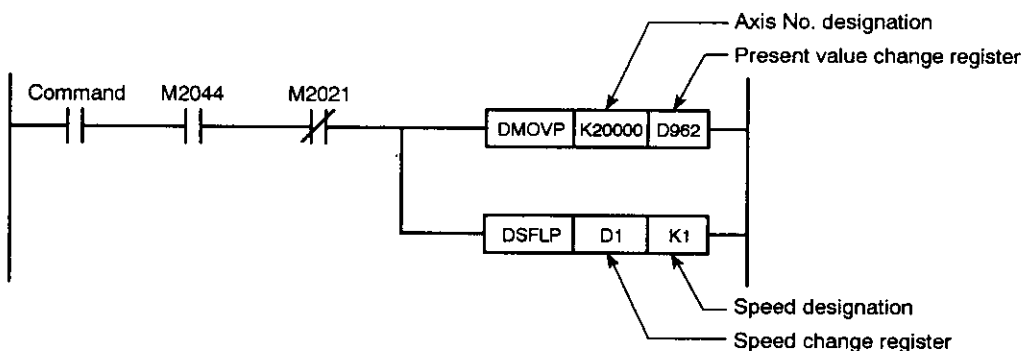 Axis No. designation
Present value change register
Command M2044 M2021
DMOVP K20000 D962
DSFLP D1 K1
Speed designation
Speed change register